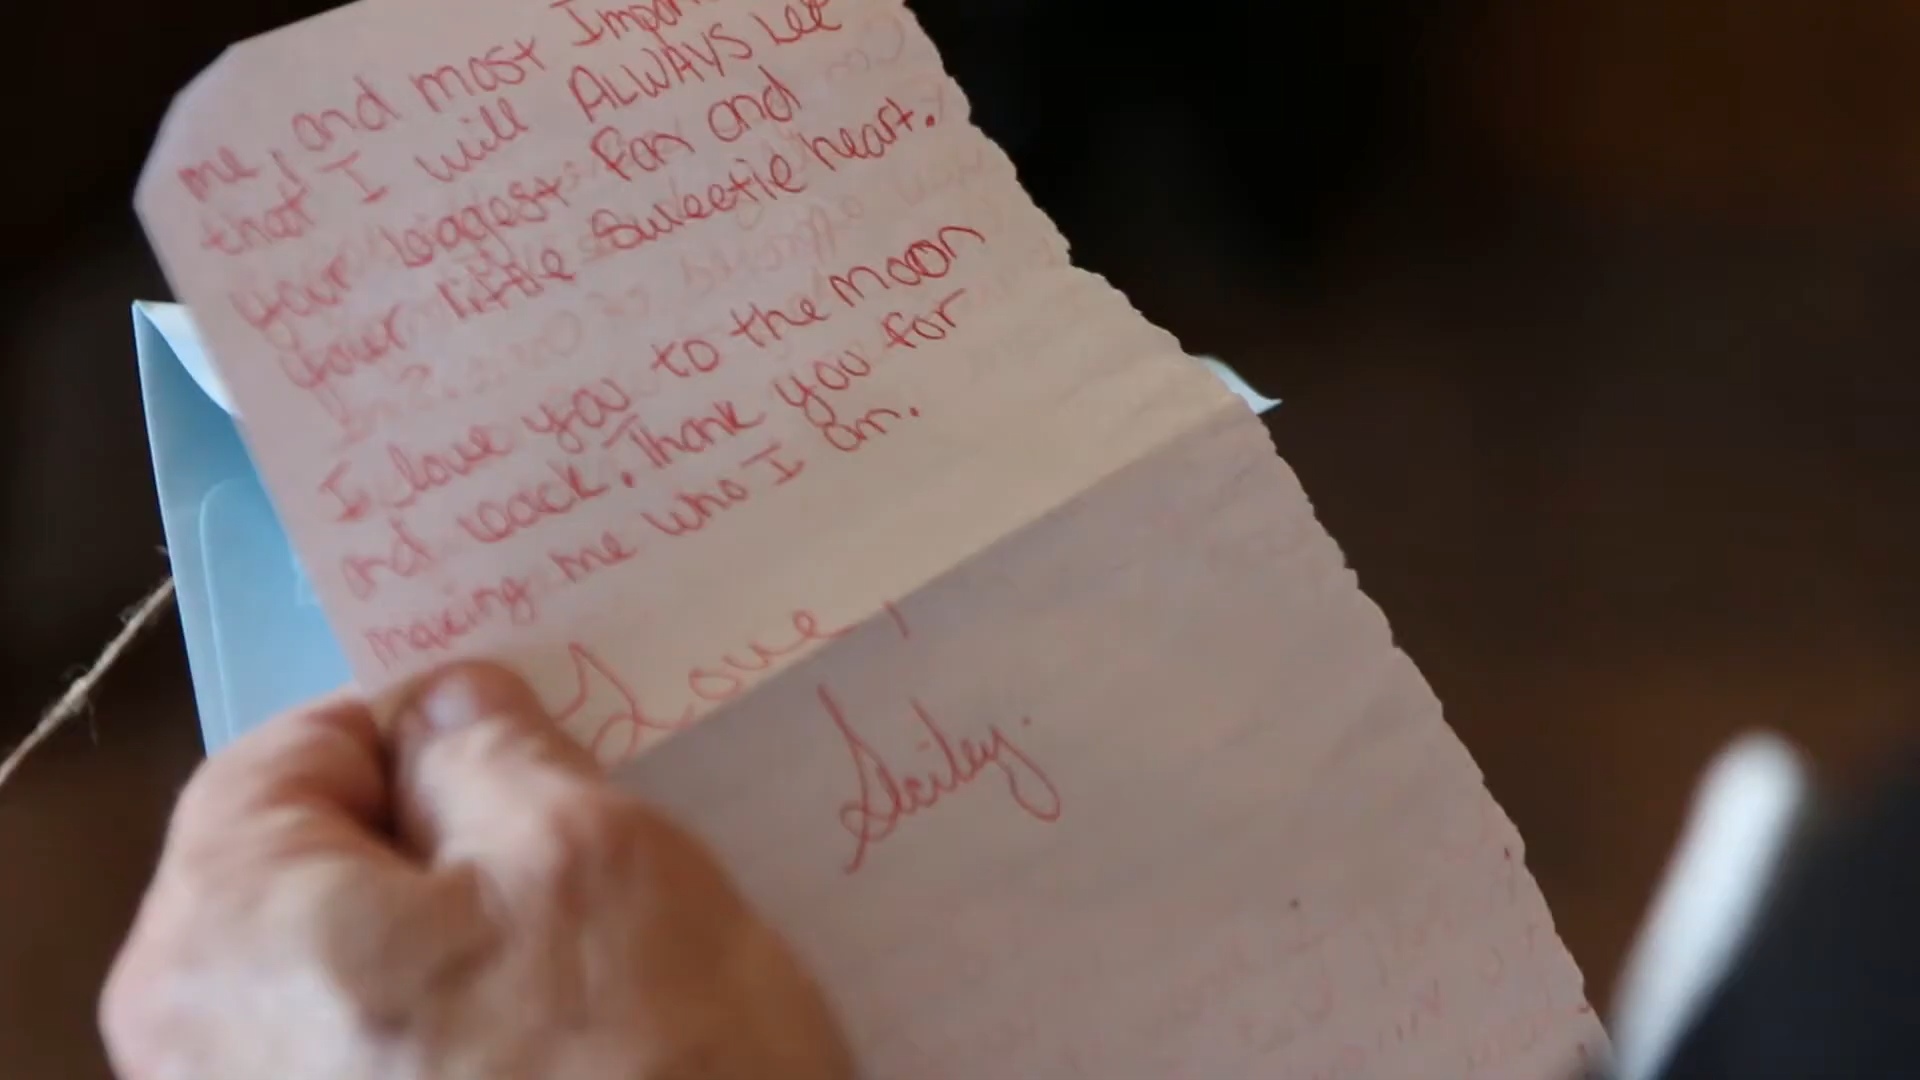 me, and most
that I will ALWAYS be
your biggest fan and
your little sweetie heart.
I love you to the moon
and back. Thank you for
making me who I am.
Love,